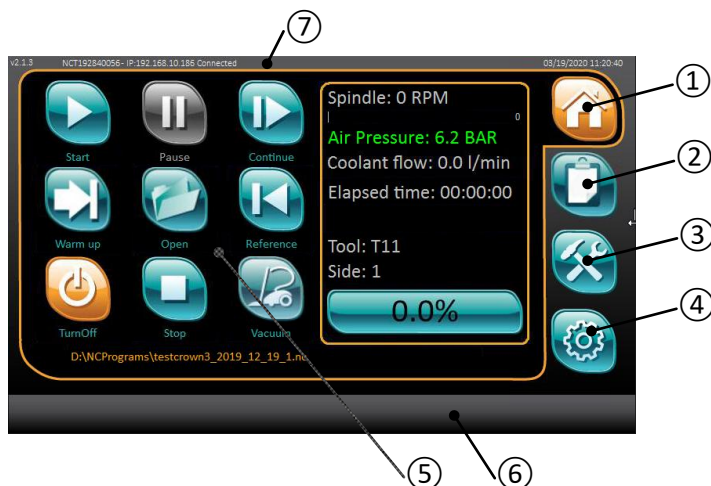 ⑦
v2.1.3 NCT192840056- IP:192.168.10.186 Connected 03/19/2020 11:20:40
Start Pause Continue
Warm up Open Reference
TurnOff Stop Vacuum
D:\NCPrograms\testcrown3_2019_12_19_1.nc
Spindle: 0 RPM
0
Air Pressure: 6.2 BAR
Coolant flow: 0.0 l/min
Elapsed time: 00:00:00
Tool: T11
Side: 1
0.0%
①
②
③
④
⑤ ⑥